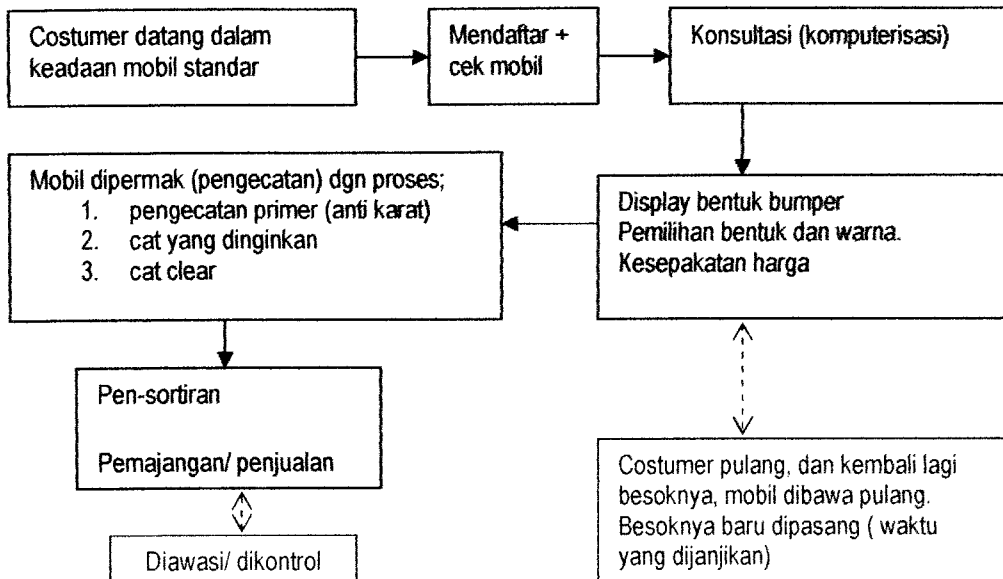 Costumer datang dalam
keadaan mobil standar
Mendaftar +
cek mobil
Konsultasi (komputerisasi)
Mobil dipermak (pengecatan) dgn proses;
1. pengecatan primer (anti karat)
2. cat yang dinginkan
3. cat clear
Display bentuk bumper
Pemilihan bentuk dan warna.
Kesepakatan harga
Pen-sortiran
Pemajangan/ penjualan
Costumer pulang, dan kembali lagi
besoknya, mobil dibawa pulang.
Besoknya baru dipasang ( waktu
yang dijanjikan)
Diawasi/ dikontrol